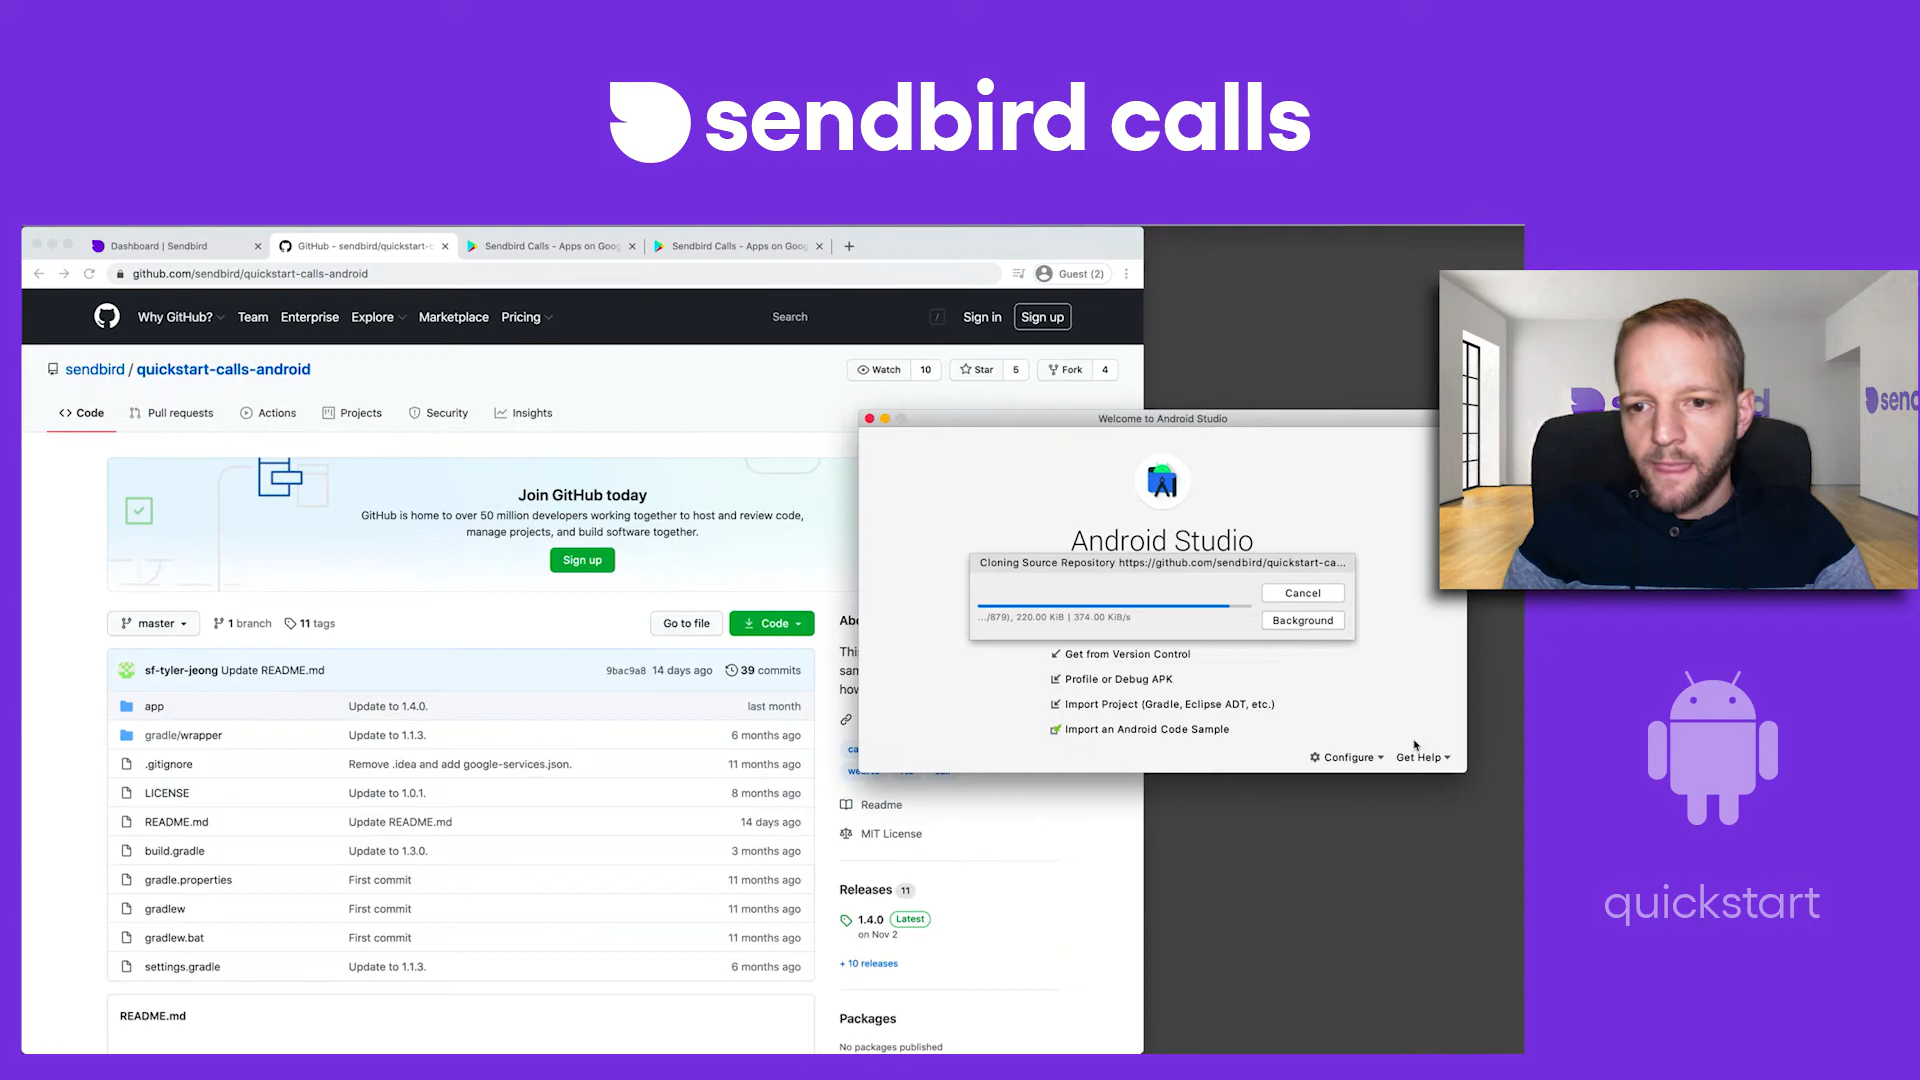 sendbird calls
Dashboard | Sendbird
GitHub - sendbird/quickstart-c
Sendbird Calls - Apps on Goog
Sendbird Calls - Apps on Goog
github.com/sendbird/quickstart-calls-android
Guest (2)
Why GitHub?
Team
Enterprise
Explore
Marketplace
Pricing
Search
/
Sign in
Sign up
sendbird / quickstart-calls-android
Watch 10
Star 5
Fork 4
Code
Pull requests
Actions
Projects
Security
Insights
Join GitHub today
GitHub is home to over 50 million developers working together to host and review code,
manage projects, and build software together.
Sign up
master
1 branch
11 tags
Go to file
Code
sf-tyler-jeong Update README.md
9bac9a8 14 days ago
39 commits
app Update to 1.4.0. last month
gradle/wrapper Update to 1.1.3. 6 months ago
.gitignore Remove .idea and add google-services.json. 11 months ago
LICENSE Update to 1.0.1. 8 months ago
README.md Update README.md 14 days ago
build.gradle Update to 1.3.0. 3 months ago
gradle.properties First commit 11 months ago
gradlew First commit 11 months ago
gradlew.bat First commit 11 months ago
settings.gradle Update to 1.1.3. 6 months ago
README.md
Readme
MIT License
Releases 11
1.4.0 Latest
on Nov 2
+ 10 releases
Packages
No packages published
Welcome to Android Studio
Android Studio
Cloning Source Repository https://github.com/sendbird/quickstart-ca...
Cancel
.../879), 220.00 KiB | 374.00 KiB/s
Background
Get from Version Control
Profile or Debug APK
Import Project (Gradle, Eclipse ADT, etc.)
Import an Android Code Sample
Configure
Get Help
quickstart